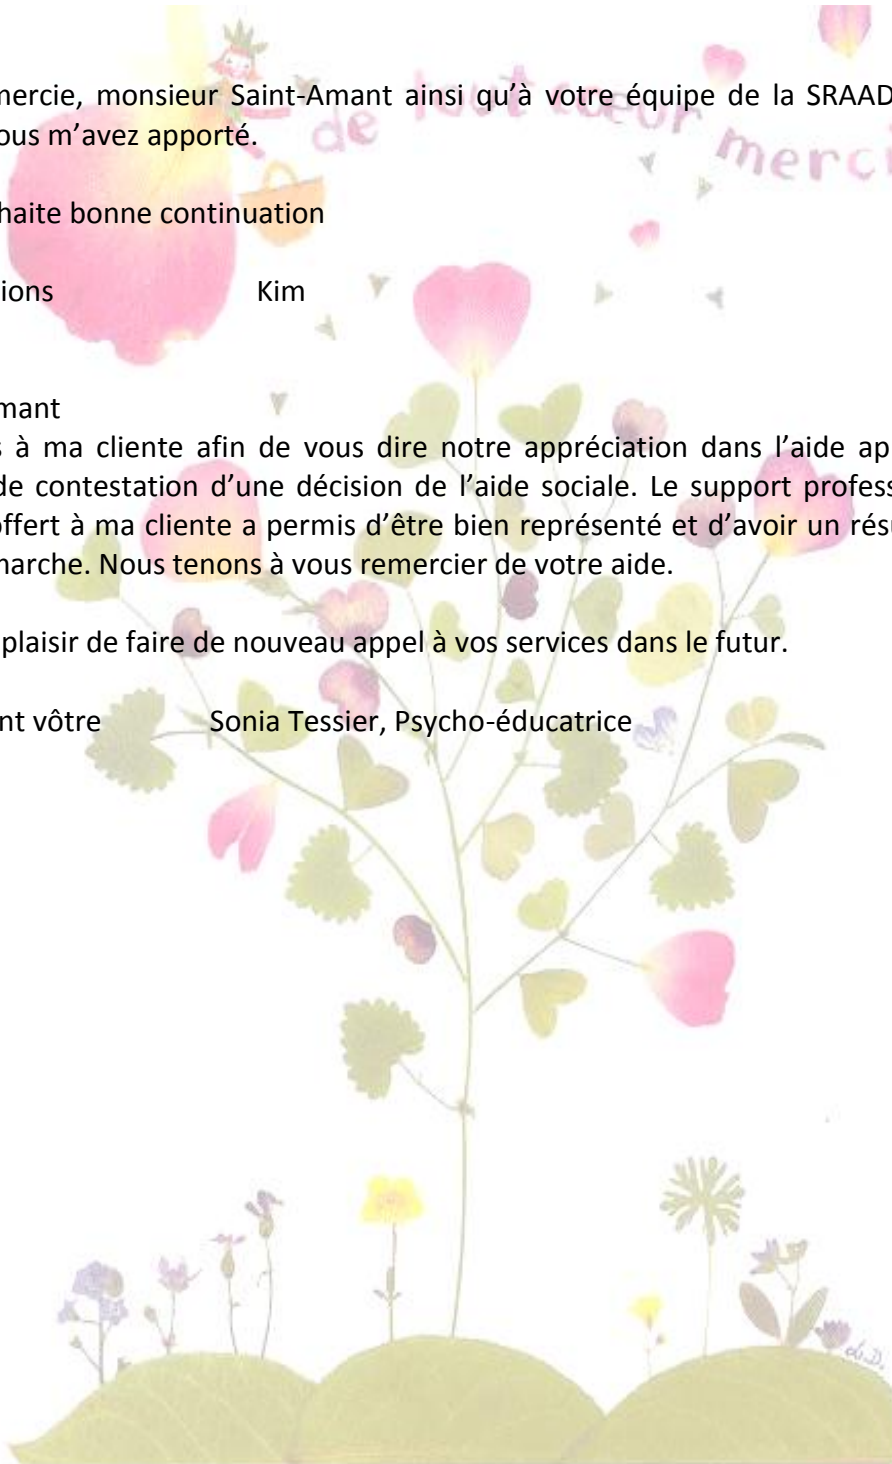 de tout cœur
merci
mercie, monsieur Saint-Amant ainsi qu’à votre équipe de la SRAAD
ous m’avez apporté.
haite bonne continuation
ions Kim
mant
s à ma cliente afin de vous dire notre appréciation dans l’aide ap
de contestation d’une décision de l’aide sociale. Le support profess
offert à ma cliente a permis d’être bien représenté et d’avoir un résu
marche. Nous tenons à vous remercier de votre aide.
plaisir de faire de nouveau appel à vos services dans le futur.
nt vôtre Sonia Tessier, Psycho-éducatrice